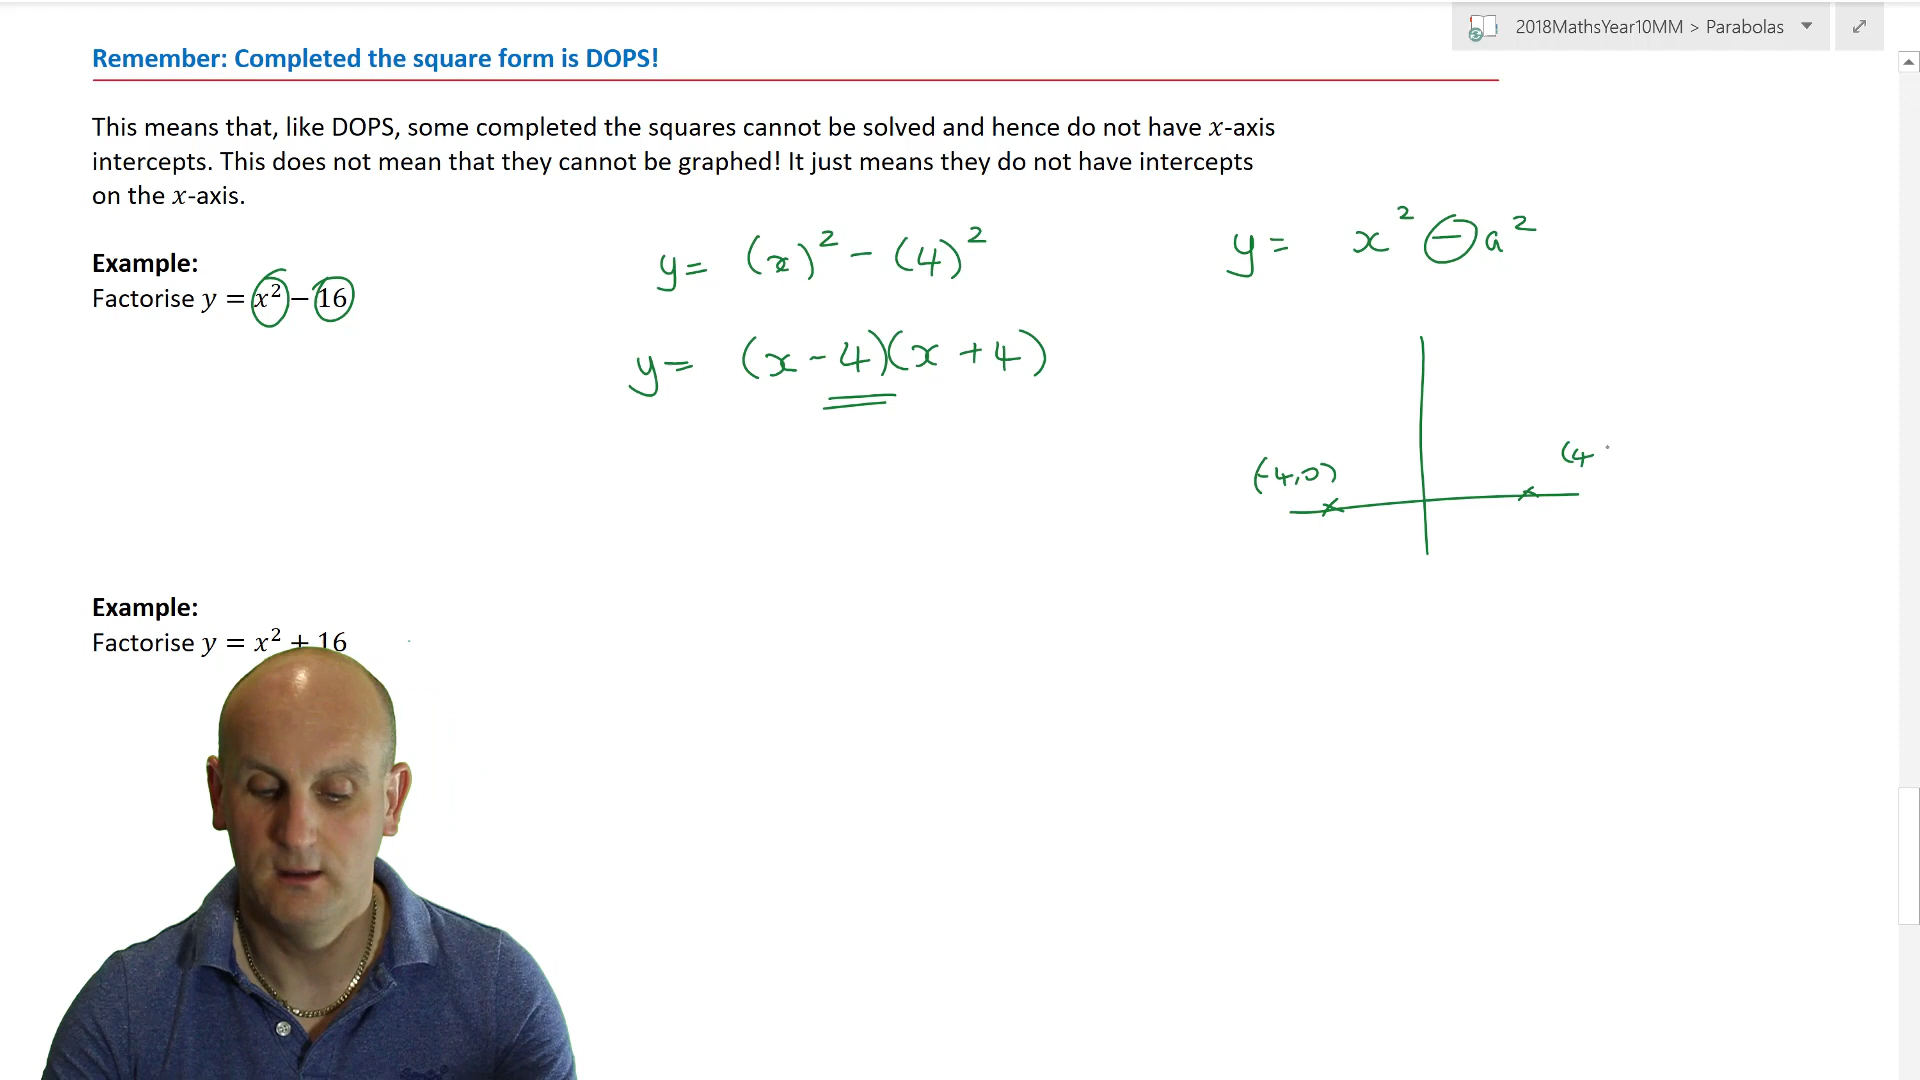 2018MathsYear10MM > Parabolas
Remember: Completed the square form is DOPS!
This means that, like DOPS, some completed the squares cannot be solved and hence do not have x-axis
intercepts. This does not mean that they cannot be graphed! It just means they do not have intercepts
on the x-axis.
Example:
Factorise y = x² − 16
y = (x)² − (4)²
y = (x − 4)(x + 4)
y = x² − a²
(-4,0)
(4
Example:
Factorise y = x² + 16